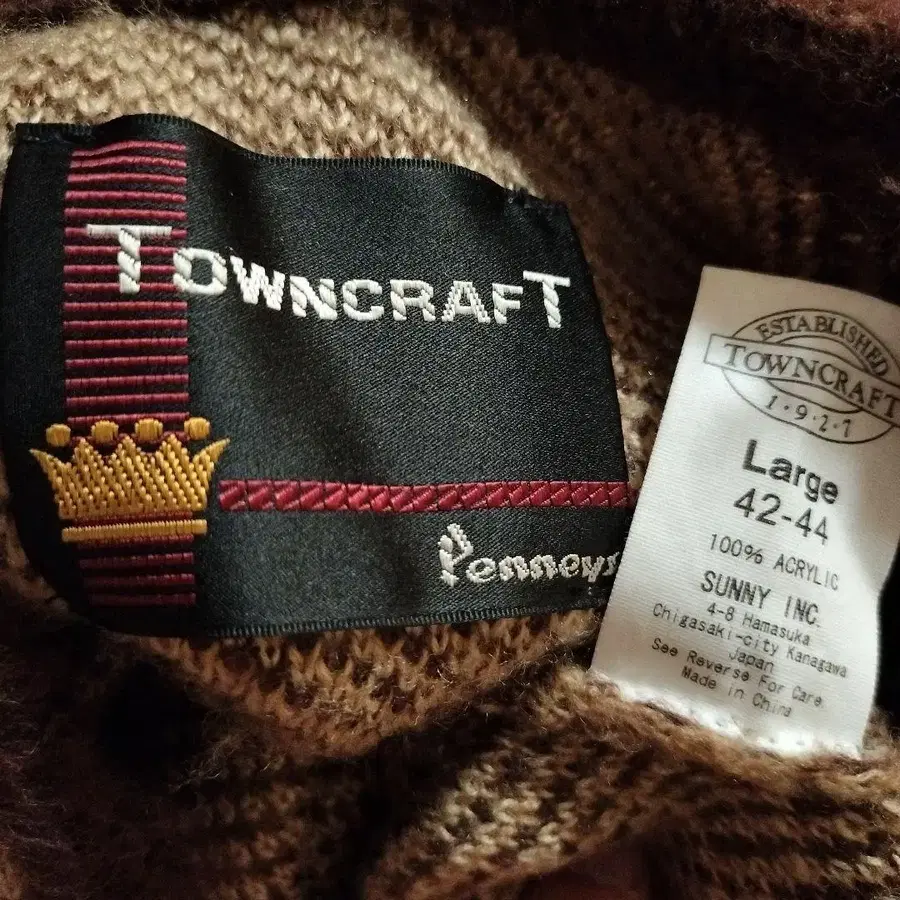 TOWNCRAFT
Penneys
ESTABLISHED
TOWNCRAFT
1·9·2·7
Large
42-44
100% ACRYLIC
SUNNY INC.
4-8 Hamasuka
Chigasaki-city Kanagawa
Japan
See Reverse For Care
Made in China